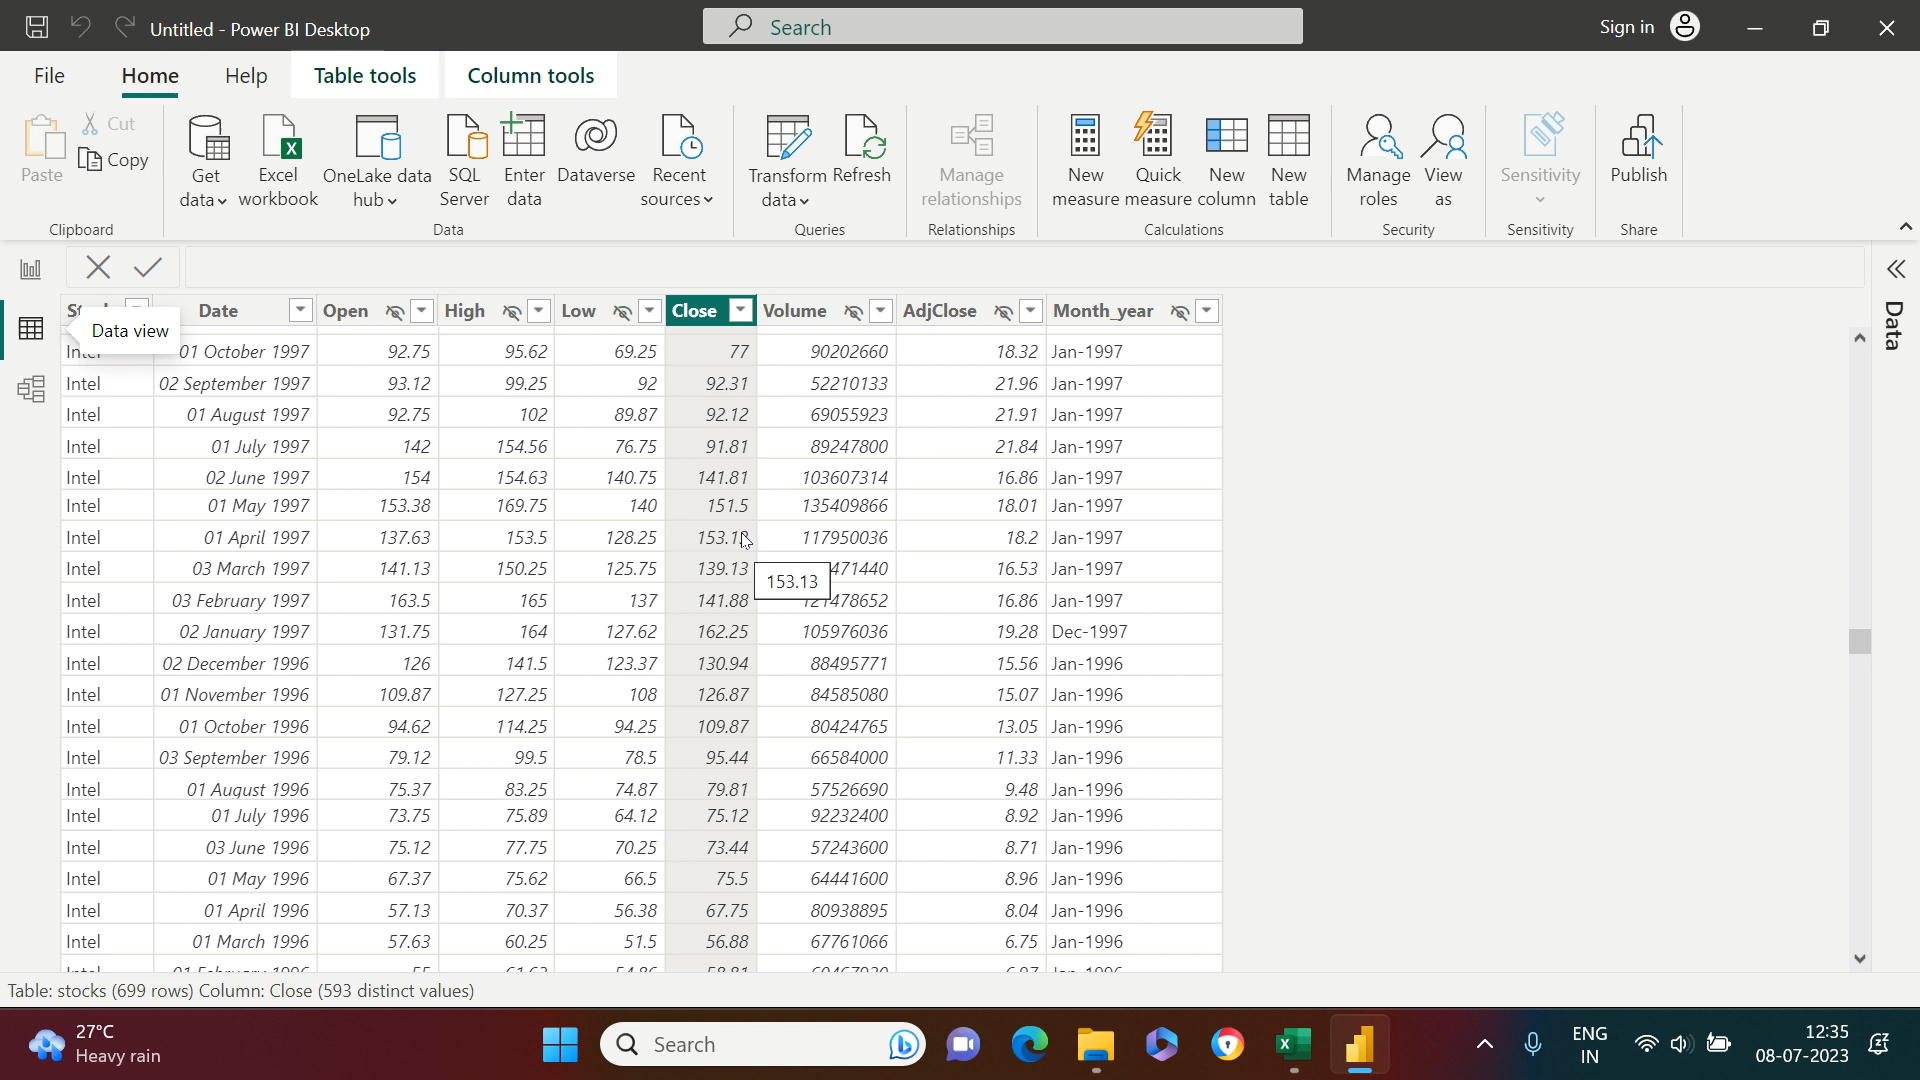 Untitled - Power BI Desktop
Search
Sign in
File
Home
Help
Table tools
Column tools
Paste
Cut
Copy
Get data
Excel workbook
OneLake data hub
SQL Server
Enter data
Dataverse
Recent sources
Transform data
Refresh
Manage relationships
New measure
Quick measure
New column
New table
Manage roles
View as
Sensitivity
Publish
Clipboard
Data
Queries
Relationships
Calculations
Security
Sensitivity
Share
Data view
Date Open High Low Close Volume AdjClose Month_year
01 October 1997 92.75 95.62 69.25 77 90202660 18.32 Jan-1997
Intel 02 September 1997 93.12 99.25 92 92.31 52210133 21.96 Jan-1997
Intel 01 August 1997 92.75 102 89.87 92.12 69055923 21.91 Jan-1997
Intel 01 July 1997 142 154.56 76.75 91.81 89247800 21.84 Jan-1997
Intel 02 June 1997 154 154.63 140.75 141.81 103607314 16.86 Jan-1997
Intel 01 May 1997 153.38 169.75 140 151.5 135409866 18.01 Jan-1997
Intel 01 April 1997 137.63 153.5 128.25 153.13 117950036 18.2 Jan-1997
Intel 03 March 1997 141.13 150.25 125.75 139.13 471440 16.53 Jan-1997
153.13
Intel 03 February 1997 163.5 165 137 141.88 121478652 16.86 Jan-1997
Intel 02 January 1997 131.75 164 127.62 162.25 105976036 19.28 Dec-1997
Intel 02 December 1996 126 141.5 123.37 130.94 88495771 15.56 Jan-1996
Intel 01 November 1996 109.87 127.25 108 126.87 84585080 15.07 Jan-1996
Intel 01 October 1996 94.62 114.25 94.25 109.87 80424765 13.05 Jan-1996
Intel 03 September 1996 79.12 99.5 78.5 95.44 66584000 11.33 Jan-1996
Intel 01 August 1996 75.37 83.25 74.87 79.81 57526690 9.48 Jan-1996
Intel 01 July 1996 73.75 75.89 64.12 75.12 92232400 8.92 Jan-1996
Intel 03 June 1996 75.12 77.75 70.25 73.44 57243600 8.71 Jan-1996
Intel 01 May 1996 67.37 75.62 66.5 75.5 64441600 8.96 Jan-1996
Intel 01 April 1996 57.13 70.37 56.38 67.75 80938895 8.04 Jan-1996
Intel 01 March 1996 57.63 60.25 51.5 56.88 67761066 6.75 Jan-1996
Data
Table: stocks (699 rows) Column: Close (593 distinct values)
27°C
Heavy rain
Search
ENG
IN
12:35
08-07-2023